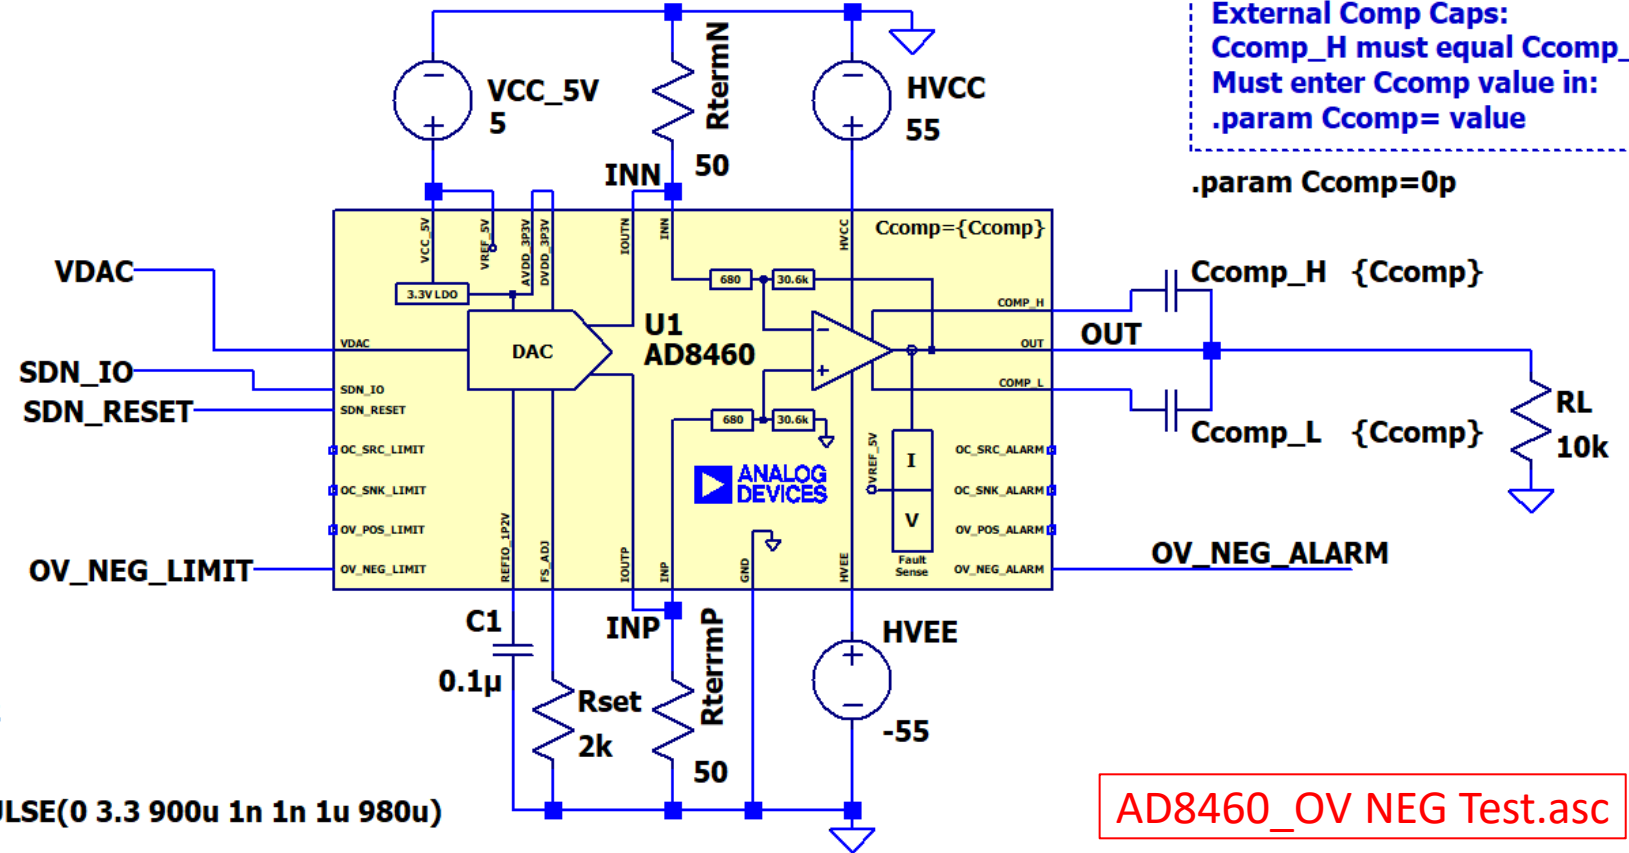 External Comp Caps:
Ccomp_H must equal Ccomp_
Must enter Ccomp value in:
.param Ccomp= value
.param Ccomp=0p
VCC_5V
5
RtermN
50
HVCC
55
INN
VCC_5V
VREF_5V
AVDD_3P3V
DVDD_3P3V
IOUTN
INN
HVCC
Ccomp={Ccomp}
VDAC
3.3V LDO
680
30.6k
COMP_H
Ccomp_H {Ccomp}
U1
AD8460
VDAC
DAC
OUT
OUT
SDN_IO
SDN_IO
COMP_L
SDN_RESET
SDN_RESET
680
30.6k
Ccomp_L {Ccomp}
RL
10k
OC_SRC_LIMIT
OC_SNK_LIMIT
OV_POS_LIMIT
OV_NEG_LIMIT
OV_NEG_LIMIT
ANALOG
DEVICES
VREF_5V
I
V
Fault
Sense
OC_SRC_ALARM
OC_SNK_ALARM
OV_POS_ALARM
OV_NEG_ALARM
OV_NEG_ALARM
REFIO_1P2V
FS_ADJ
IOUTP
INP
GND
HVEE
C1
0.1µ
INP
Rset
2k
RterrmP
50
HVEE
-55
LSE(0 3.3 900u 1n 1n 1u 980u)
AD8460_OV NEG Test.asc